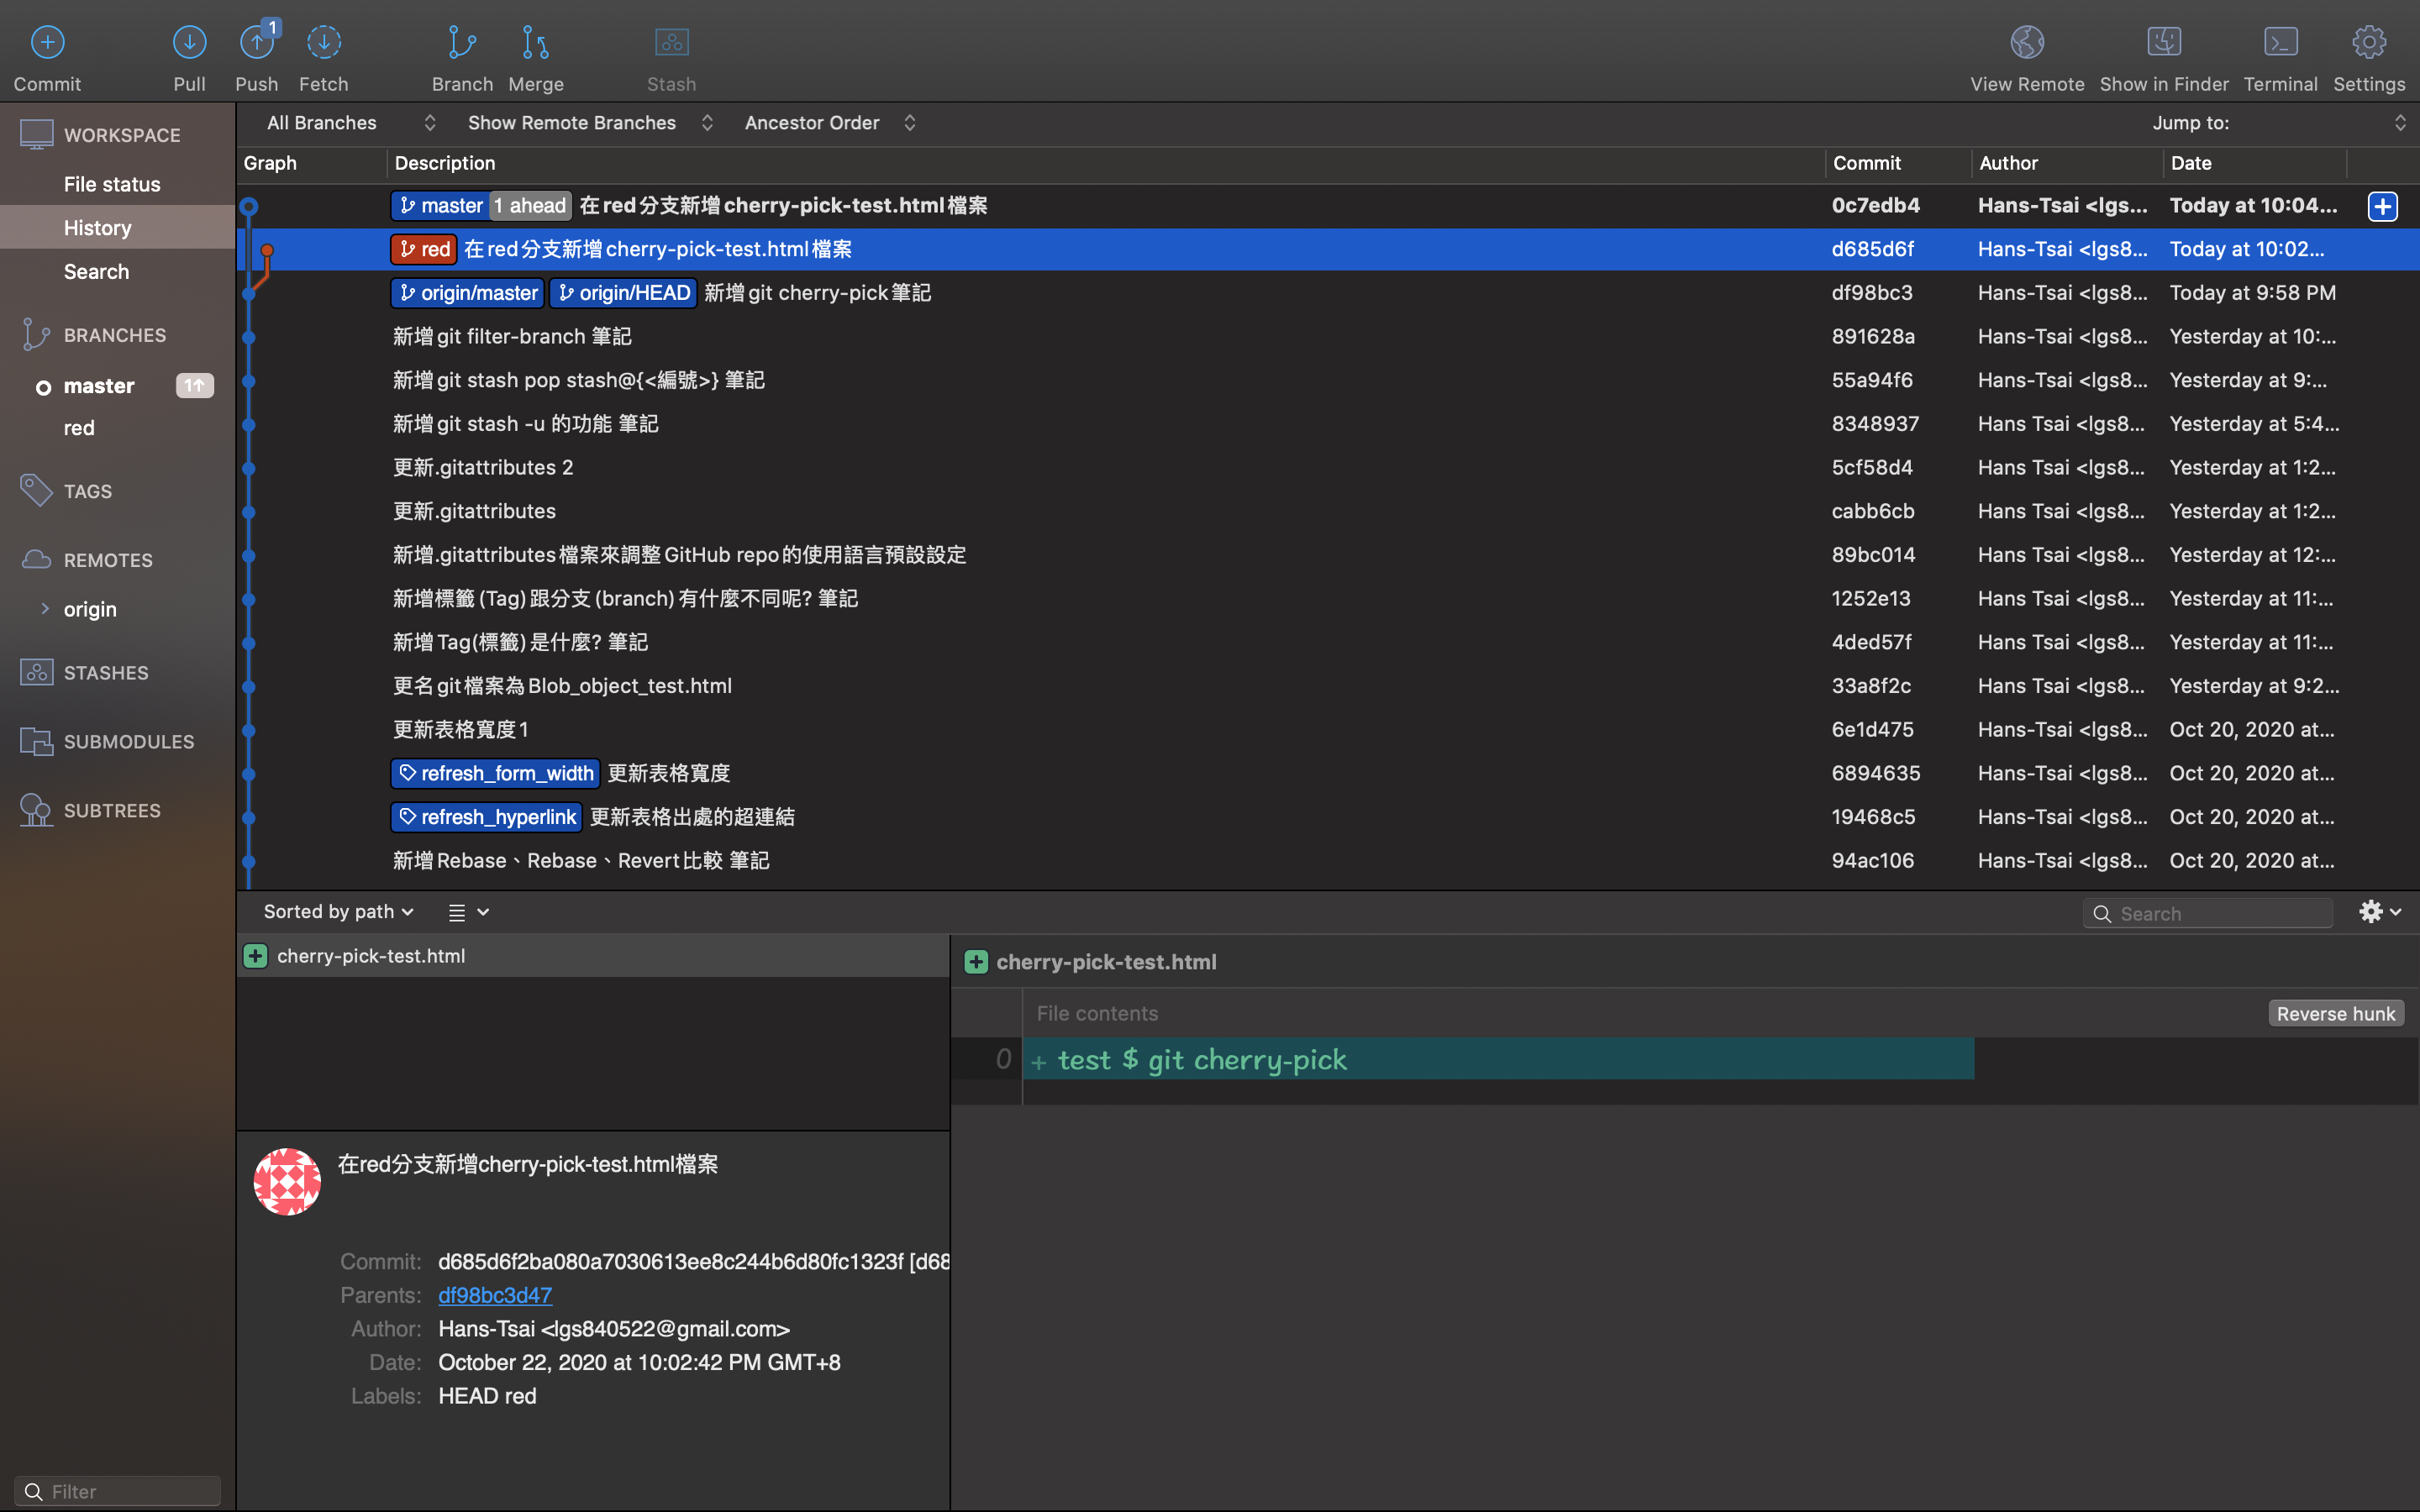 1
Commit Pull Push Fetch Branch Merge Stash View Remote Show in Finder Terminal Settings
WORKSPACE
File status
History
Search
BRANCHES
master 1↑
red
TAGS
REMOTES
origin
STASHES
SUBMODULES
SUBTREES
Filter
All Branches Show Remote Branches Ancestor Order Jump to:
Graph Description Commit Author Date
master 1 ahead 在red分支新增cherry-pick-test.html檔案 0c7edb4 Hans-Tsai <lgs... Today at 10:04...
red 在red分支新增cherry-pick-test.html檔案 d685d6f Hans-Tsai <lgs8... Today at 10:02...
origin/master origin/HEAD 新增git cherry-pick筆記 df98bc3 Hans-Tsai <lgs8... Today at 9:58 PM
新增git filter-branch 筆記 891628a Hans-Tsai <lgs8... Yesterday at 10:...
新增git stash pop stash@{<編號>} 筆記 55a94f6 Hans-Tsai <lgs8... Yesterday at 9:...
新增git stash -u 的功能 筆記 8348937 Hans Tsai <lgs8... Yesterday at 5:4...
更新.gitattributes 2 5cf58d4 Hans Tsai <lgs8... Yesterday at 1:2...
更新.gitattributes cabb6cb Hans Tsai <lgs8... Yesterday at 1:2...
新增.gitattributes檔案來調整GitHub repo的使用語言預設設定 89bc014 Hans Tsai <lgs8... Yesterday at 12:...
新增標籤(Tag)跟分支(branch)有什麼不同呢? 筆記 1252e13 Hans Tsai <lgs8... Yesterday at 11:...
新增Tag(標籤)是什麼? 筆記 4ded57f Hans Tsai <lgs8... Yesterday at 11:...
更名git檔案為Blob_object_test.html 33a8f2c Hans Tsai <lgs8... Yesterday at 9:2...
更新表格寬度1 6e1d475 Hans-Tsai <lgs8... Oct 20, 2020 at...
refresh_form_width 更新表格寬度 6894635 Hans-Tsai <lgs8... Oct 20, 2020 at...
refresh_hyperlink 更新表格出處的超連結 19468c5 Hans-Tsai <lgs8... Oct 20, 2020 at...
新增Rebase、Rebase、Revert比較 筆記 94ac106 Hans-Tsai <lgs8... Oct 20, 2020 at...
Sorted by path Search
cherry-pick-test.html
在red分支新增cherry-pick-test.html檔案
Commit: d685d6f2ba080a7030613ee8c244b6d80fc1323f [d68
Parents: df98bc3d47
Author: Hans-Tsai <lgs840522@gmail.com>
Date: October 22, 2020 at 10:02:42 PM GMT+8
Labels: HEAD red
cherry-pick-test.html
File contents Reverse hunk
0 + test $ git cherry-pick